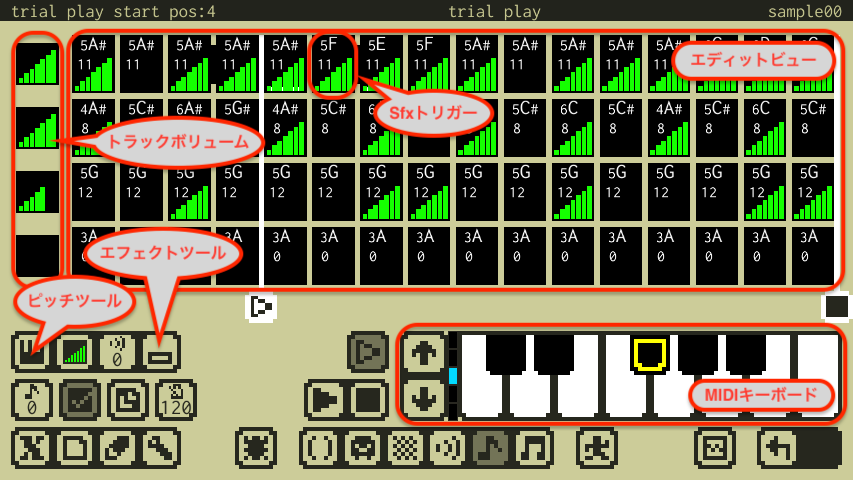 trial play start pos:4 trial play sample00
5A# 5A# 5A# 5A# 5A# 5F 5E 5F 5A# 5A# 5A# 5A#
11 11 11 11 11 11 11 11 11 11 11 11
エディットビュー
Sfxトリガー
4A# 5C# 6A# 5G# 4A# 5C# 5C# 6C 5C# 4A# 5C# 6C 5C#
8 8 8 8 8 8 8 8 8 8
トラックボリューム
5G 5G 5G 5G 5G 5G 5G 5G 5G 5G 5G 5G 5G 5G 5G 5G
12 12 12 12 12 12 12 12 12 12 12 12 12 12 12 12
3A 3A 3A 3A 3A 3A 3A 3A 3A 3A 3A 3A 3A
0 0 0 0 0 0 0 0 0 0 0 0
エフェクトツール
ピッチツール
0
0 120
MIDIキーボード